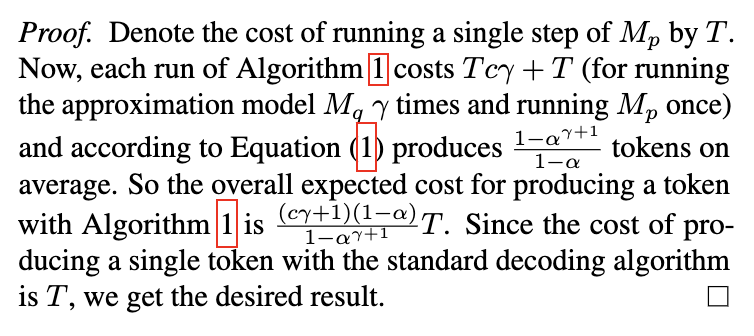 Proof. Denote the cost of running a single step of $M_p$ by $T$.
Now, each run of Algorithm 1 costs $Tc\gamma + T$ (for running
the approximation model $M_q$ $\gamma$ times and running $M_p$ once)
and according to Equation (1) produces $\frac{1-\alpha^{\gamma+1}}{1-\alpha}$ tokens on
average. So the overall expected cost for producing a token
with Algorithm 1 is $\frac{(c\gamma+1)(1-\alpha)}{1-\alpha^{\gamma+1}}T$. Since the cost of pro-
ducing a single token with the standard decoding algorithm
is $T$, we get the desired result. □